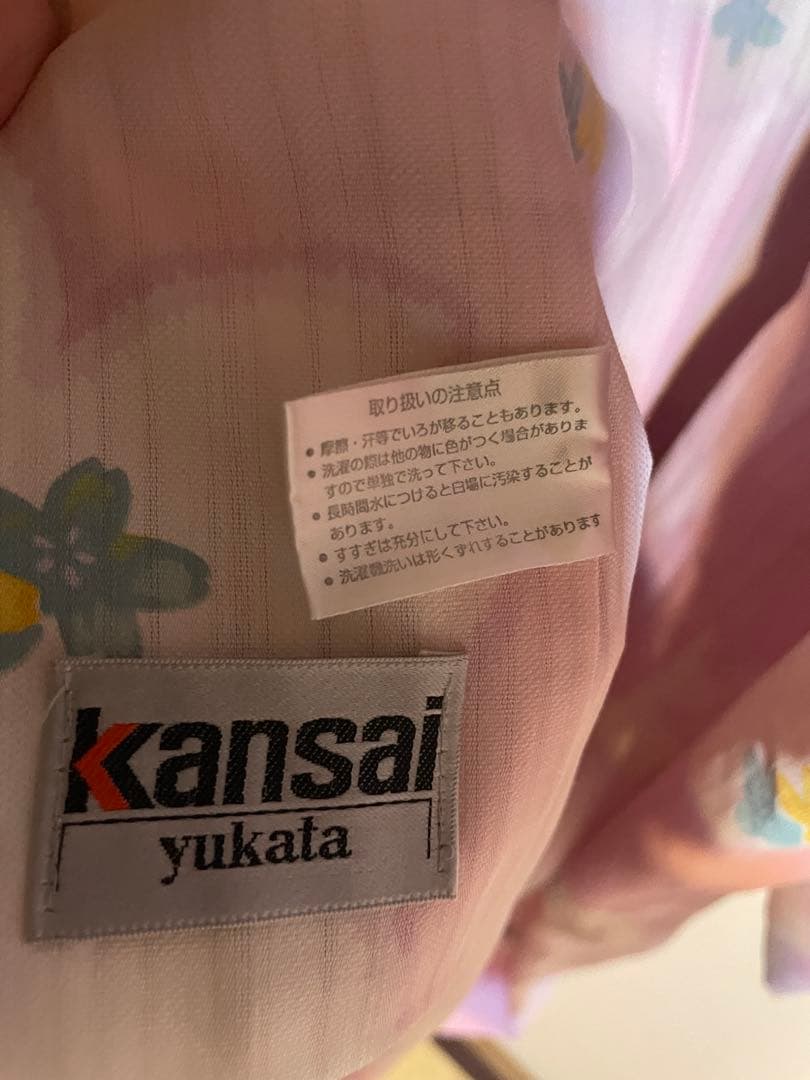 取り扱いの注意点
● 摩擦・汗等でいろが移ることもあります。
● 洗濯の際は他の物に色がつく場合がありま
すので単独で洗って下さい。
● 長時間水につけると白場に汚染することが
あります。
● すすぎは充分にして下さい。
● 洗濯機洗いは形くずれすることがあります
kansai
yukata